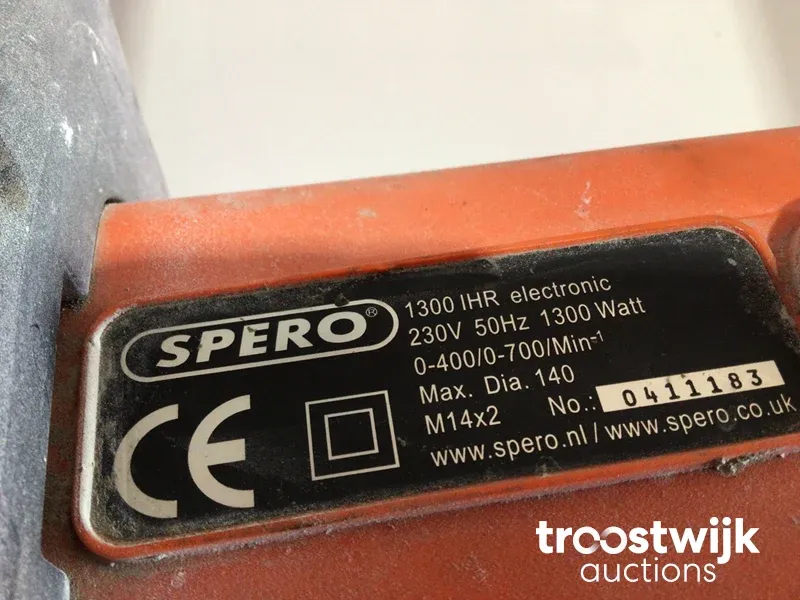 SPERO®
1300 IHR electronic
230V 50Hz 1300 Watt
0-400/0-700/Min-1
Max. Dia. 140
M14x2 No.: 0411183
www.spero.nl / www.spero.co.uk
CE
troostwijk
auctions